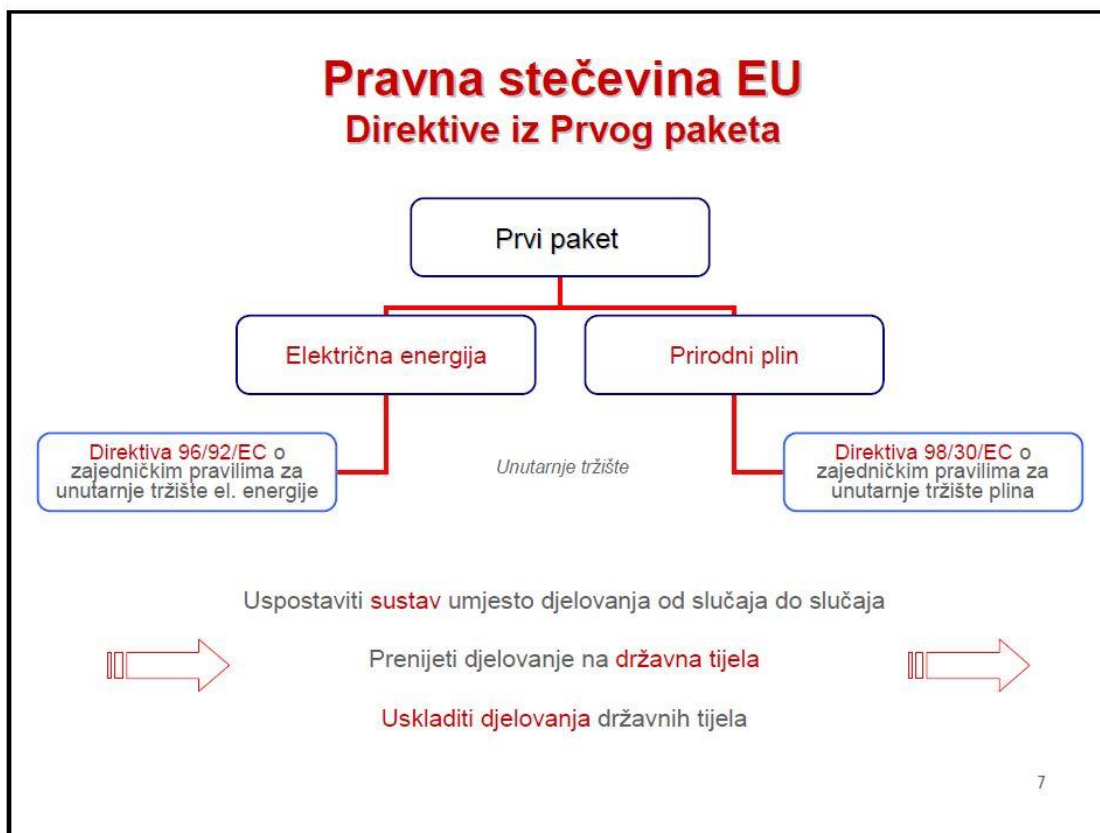 Pravna stečevina EU
Direktive iz Prvog paketa
Prvi paket
Električna energija
Prirodni plin
Direktiva 96/92/EC o
zajedničkim pravilima za
unutarnje tržište el. energije
Unutarnje tržište
Direktiva 98/30/EC o
zajedničkim pravilima za
unutarnje tržište plina
Uspostaviti sustav umjesto djelovanja od slučaja do slučaja
Prenijeti djelovanje na državna tijela
Uskladiti djelovanja državnih tijela
7